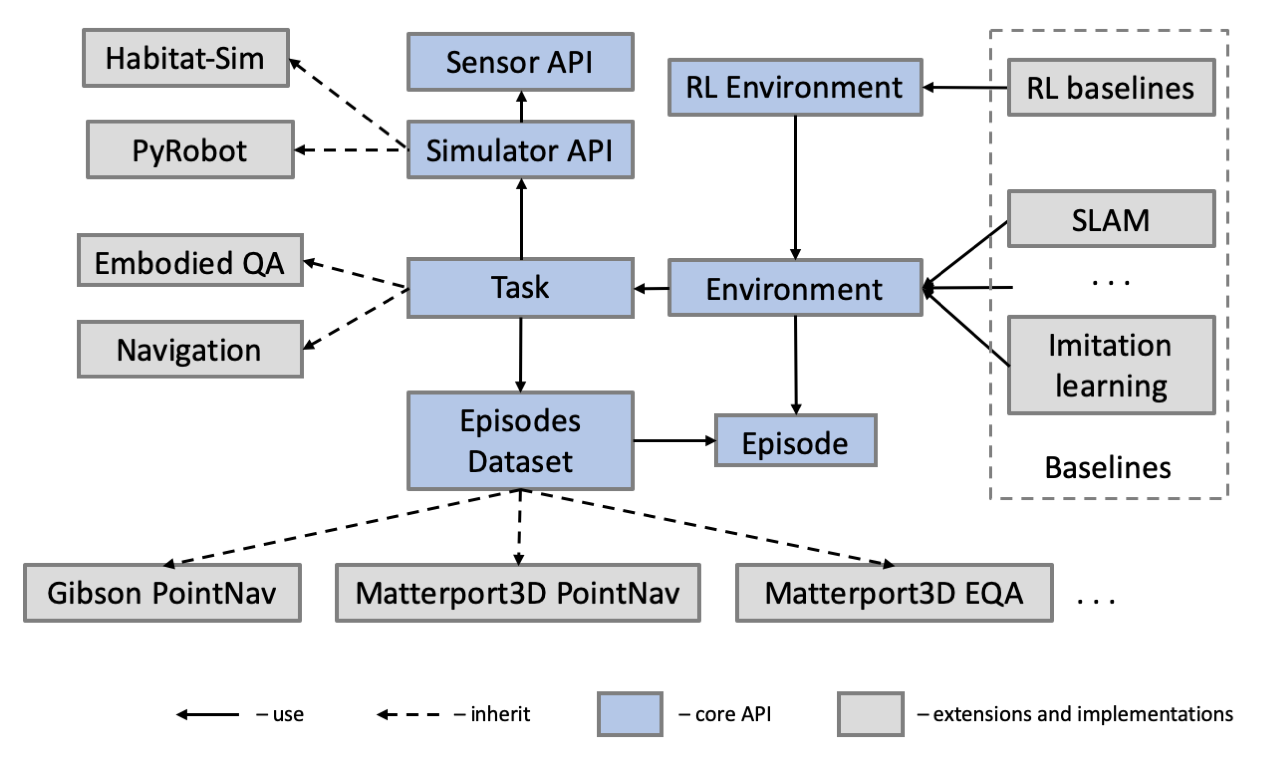 Habitat-Sim
Sensor API
RL Environment
RL baselines
PyRobot
Simulator API
SLAM
Embodied QA
Task
Environment
. . .
Navigation
Imitation
learning
Episodes
Dataset
Episode
Baselines
Gibson PointNav
Matterport3D PointNav
Matterport3D EQA
. . .
– use
– inherit
– core API
– extensions and implementations